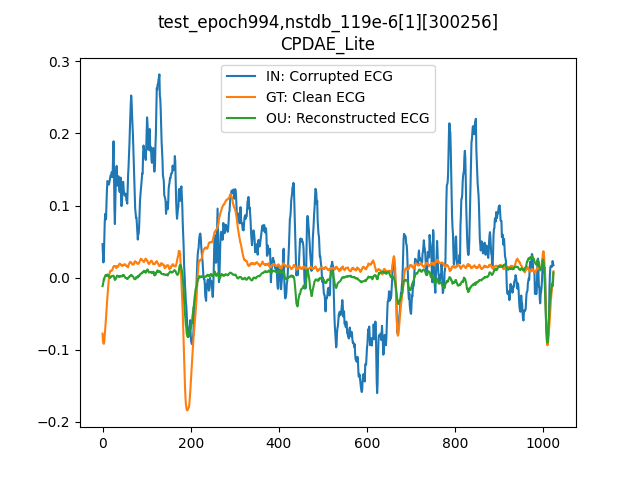 test_epoch994,nstdb_119e-6[1][300256]
CPDAE_Lite
IN: Corrupted ECG
GT: Clean ECG
OU: Reconstructed ECG
0.3
0.2
0.1
0.0
−0.1
−0.2
0 200 400 600 800 1000